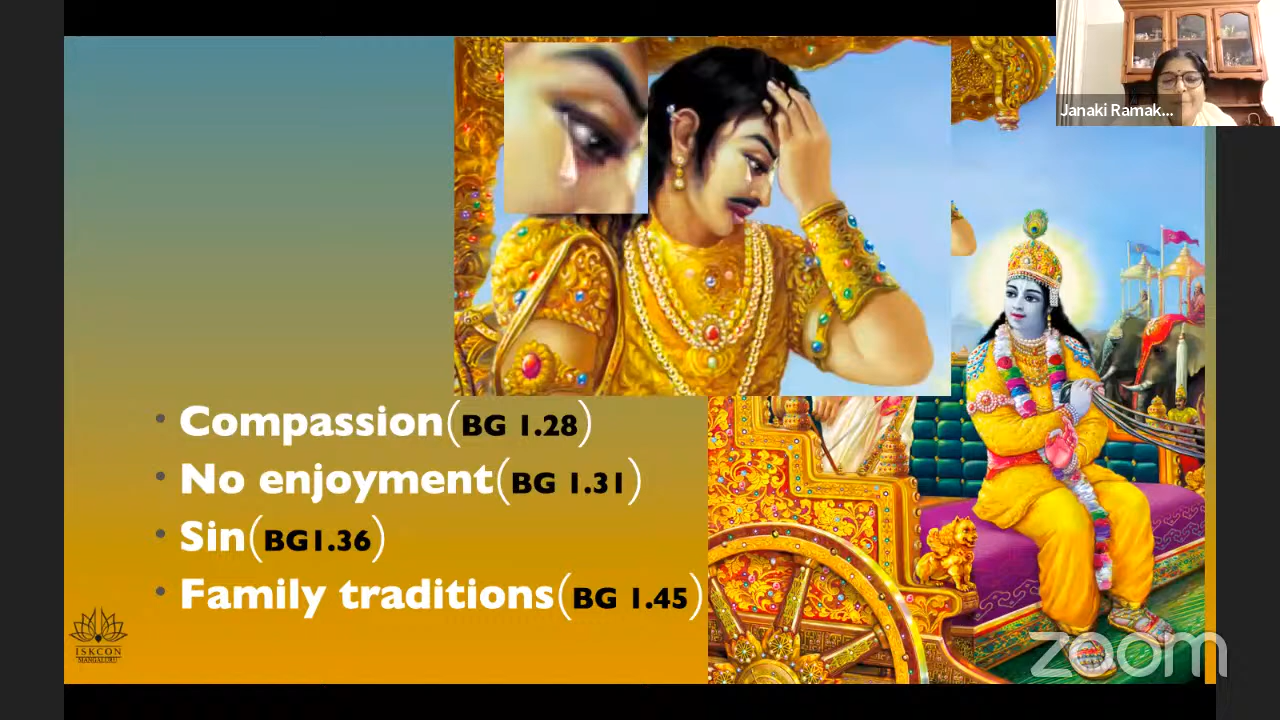 Janaki Ramak...
Compassion(BG 1.28)
No enjoyment(BG 1.31)
Sin(BG1.36)
Family traditions(BG 1.45)
ISKCON
MANGALURU
zoom